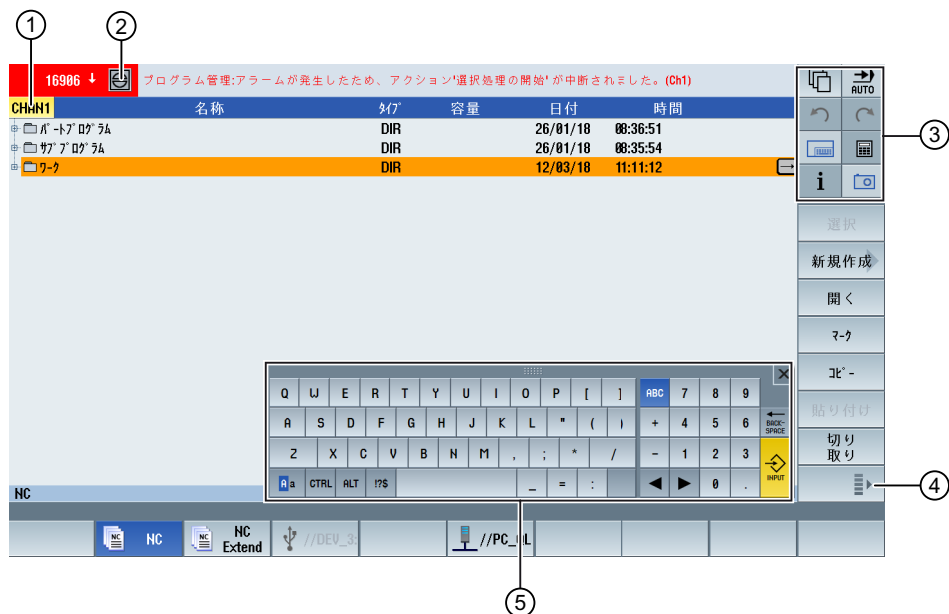 1
2
16906 ↓ プログラム管理:アラームが発生したため、アクション'選択処理の開始' が中断されました。(Ch1)
AUTO
CHAN1 名称 ﾀｲﾌﾟ 容量 日付 時間
ﾊﾟｰﾄﾌﾟﾛｸﾞﾗﾑ DIR 26/01/18 08:36:51
ｻﾌﾞﾌﾟﾛｸﾞﾗﾑ DIR 26/01/18 08:35:54
ﾜｰｸ DIR 12/03/18 11:11:12
3
i
選択
新規作成
開く
ﾏｰｸ
ｺﾋﾟｰ
貼り付け
切り
取り
4
Q W E R T Y U I O P [ ] ABC 7 8 9
A S D F G H J K L " ( ) + 4 5 6 BACK-
SPACE
Z X C V B N M , ; * / - 1 2 3 INPUT
A a CTRL ALT !?$ _ = : ◀ ▶ 0 .
NC
NC NC
NC NC
Extend
//DEV_3:
//PC_QL
5